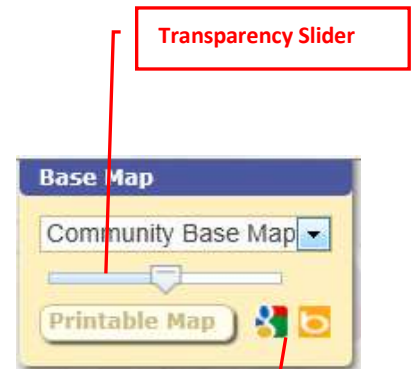 Transparency Slider
Base Map
Community Base Map
Printable Map